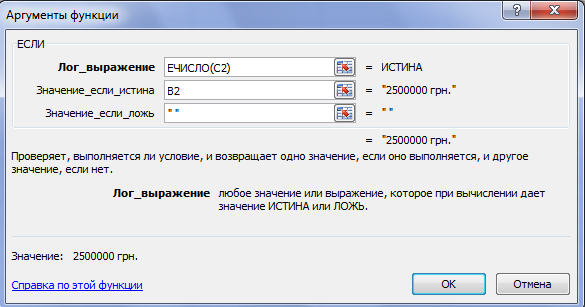 Аргументы функции
ЕСЛИ
Лог_выражение ЕЧИСЛО(C2) = ИСТИНА
Значение_если_истина B2 = "2500000 грн."
Значение_если_ложь " " = " "
= "2500000 грн."
Проверяет, выполняется ли условие, и возвращает одно значение, если оно выполняется, и другое
значение, если нет.
Лог_выражение любое значение или выражение, которое при вычислении дает
значение ИСТИНА или ЛОЖЬ.
Значение: 2500000 грн.
Справка по этой функции OK Отмена